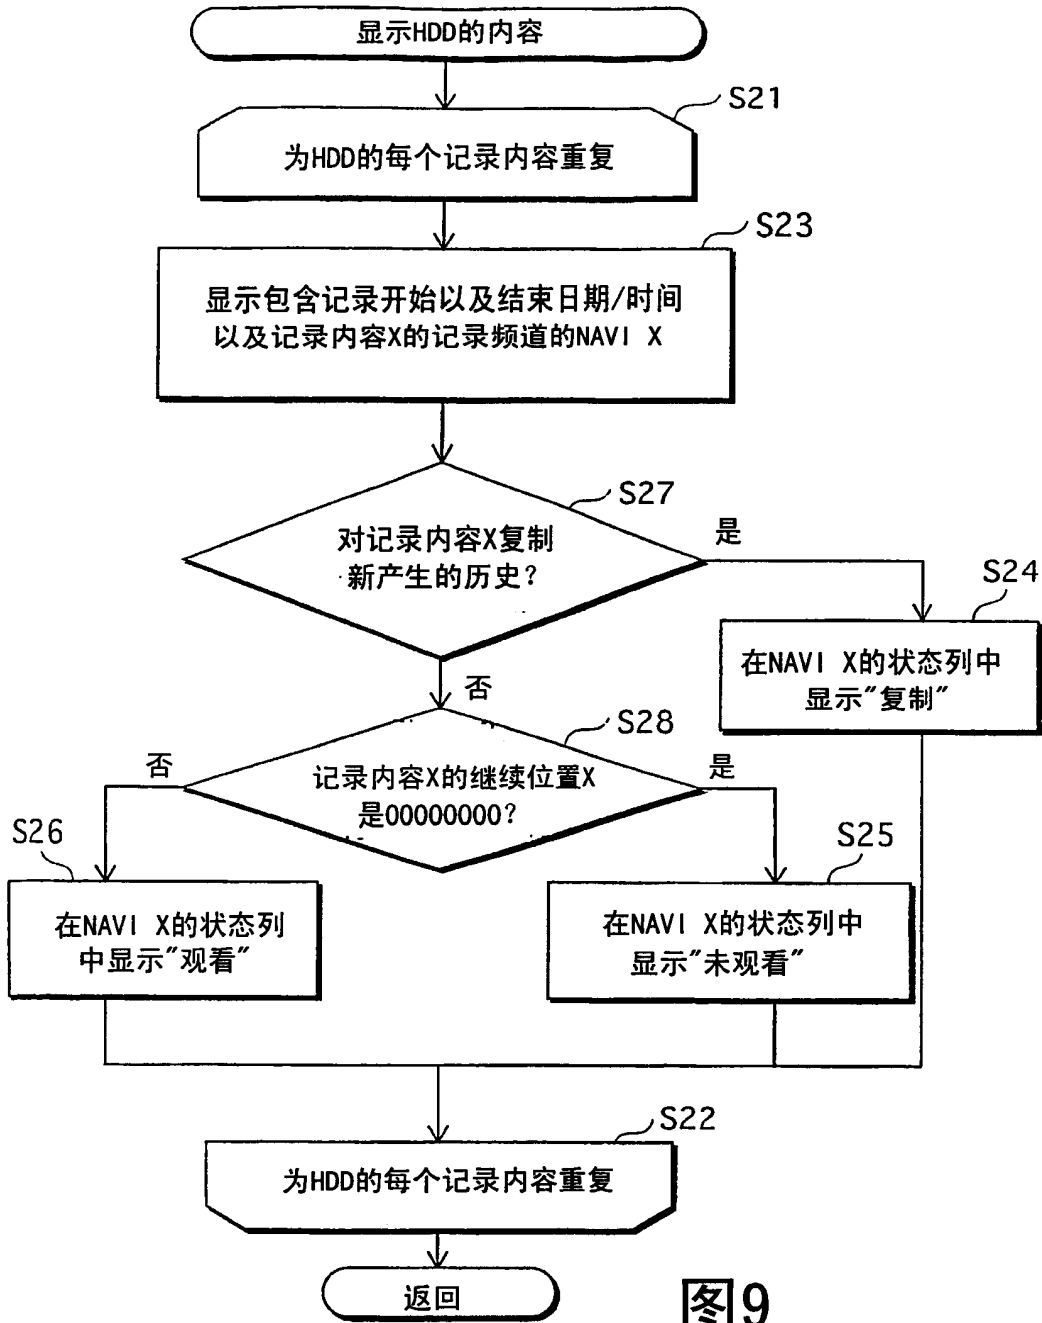 显示HDD的内容
S21
为HDD的每个记录内容重复
S23
显示包含记录开始以及结束日期/时间
以及记录内容X的记录频道的NAVI X
S27
对记录内容X复制
新产生的历史?
是
S24
在NAVI X的状态列中
显示"复制"
否
S28
记录内容X的继续位置X
是00000000?
否
是
S26
在NAVI X的状态列
中显示"观看"
S25
在NAVI X的状态列中
显示"未观看"
S22
为HDD的每个记录内容重复
返回
图9